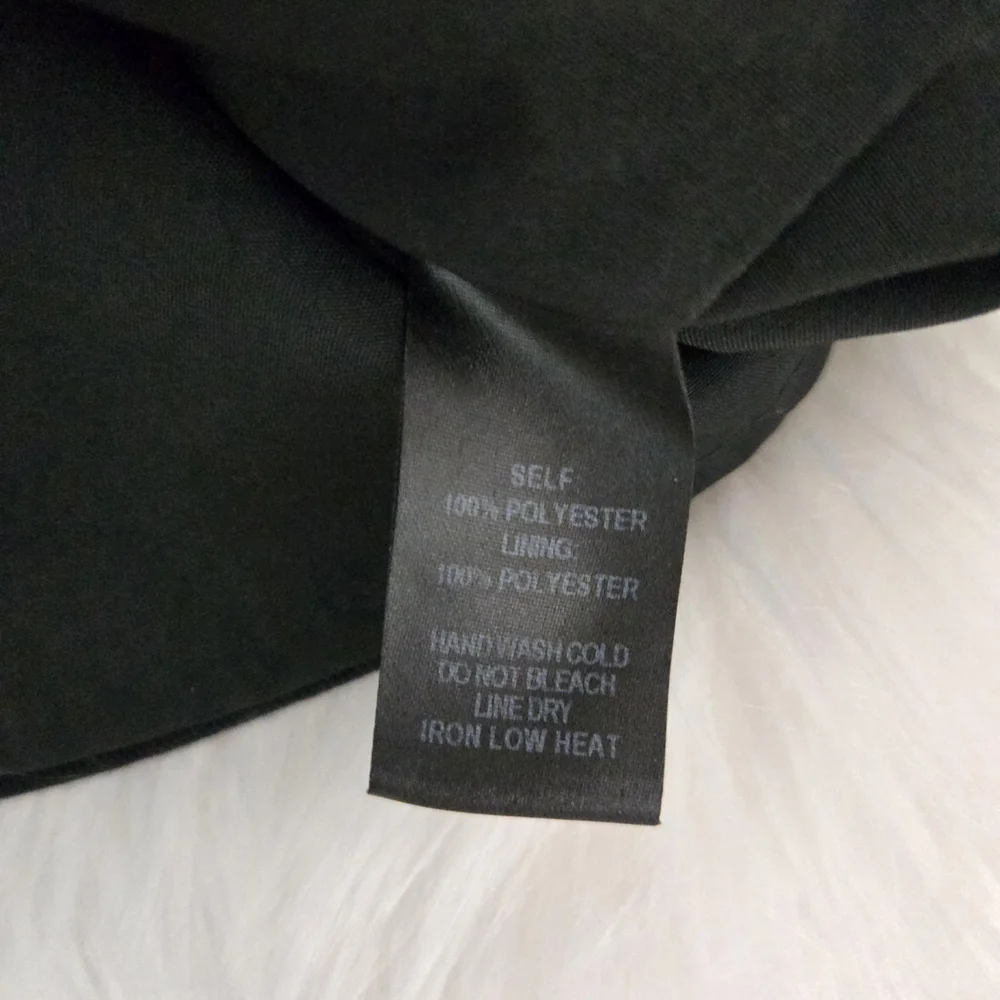 SELF:
100% POLYESTER
LINING:
100% POLYESTER
HAND WASH COLD
DO NOT BLEACH
LINE DRY
IRON LOW HEAT